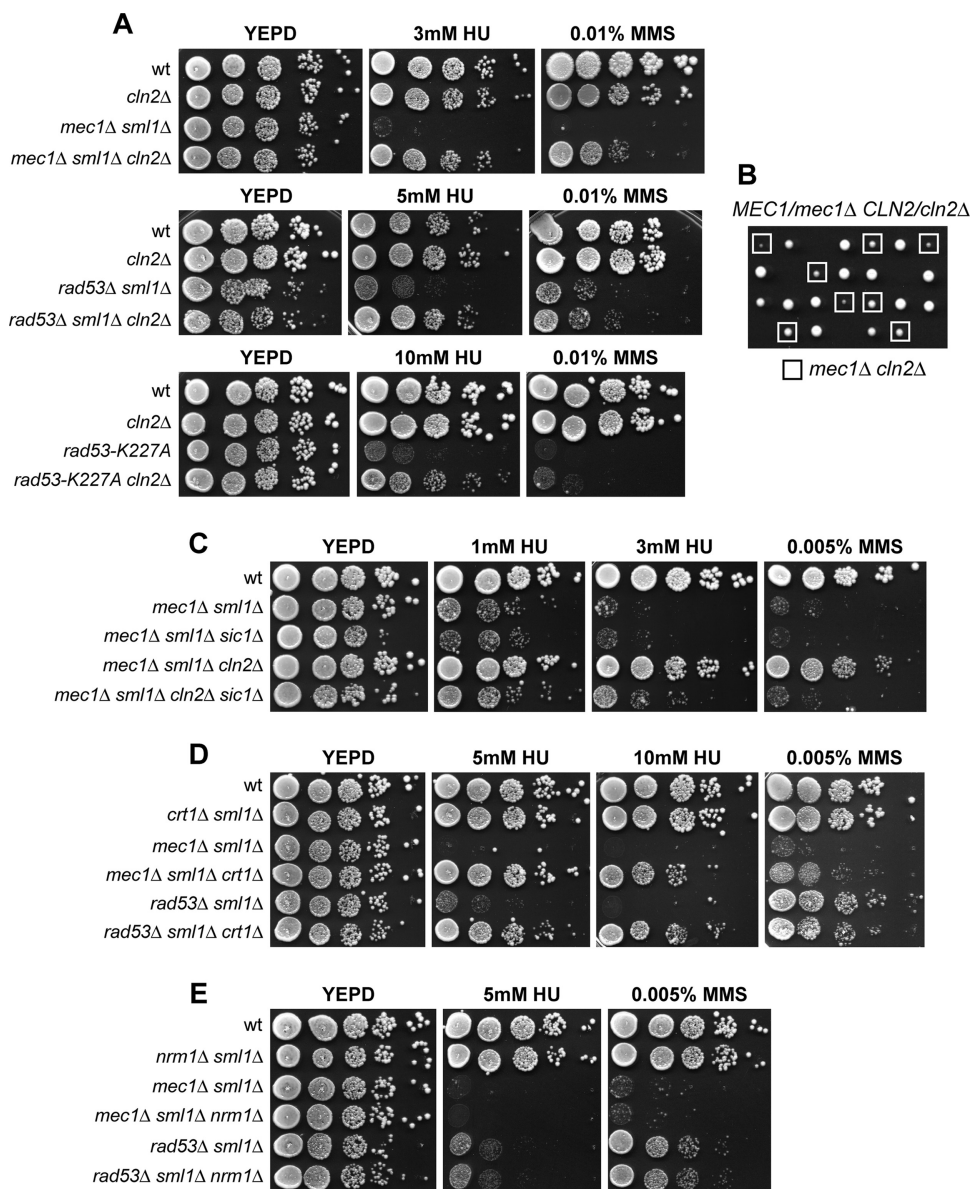 A
YEPD 3mM HU 0.01% MMS
wt
cln2Δ
mec1Δ sml1Δ
mec1Δ sml1Δ cln2Δ
YEPD 5mM HU 0.01% MMS
wt
cln2Δ
rad53Δ sml1Δ
rad53Δ sml1Δ cln2Δ
YEPD 10mM HU 0.01% MMS
wt
cln2Δ
rad53-K227A
rad53-K227A cln2Δ
B
MEC1/mec1Δ CLN2/cln2Δ
mec1Δ cln2Δ
C
YEPD 1mM HU 3mM HU 0.005% MMS
wt
mec1Δ sml1Δ
mec1Δ sml1Δ sic1Δ
mec1Δ sml1Δ cln2Δ
mec1Δ sml1Δ cln2Δ sic1Δ
D
YEPD 5mM HU 10mM HU 0.005% MMS
wt
crt1Δ sml1Δ
mec1Δ sml1Δ
mec1Δ sml1Δ crt1Δ
rad53Δ sml1Δ
rad53Δ sml1Δ crt1Δ
E
YEPD 5mM HU 0.005% MMS
wt
nrm1Δ sml1Δ
mec1Δ sml1Δ
mec1Δ sml1Δ nrm1Δ
rad53Δ sml1Δ
rad53Δ sml1Δ nrm1Δ